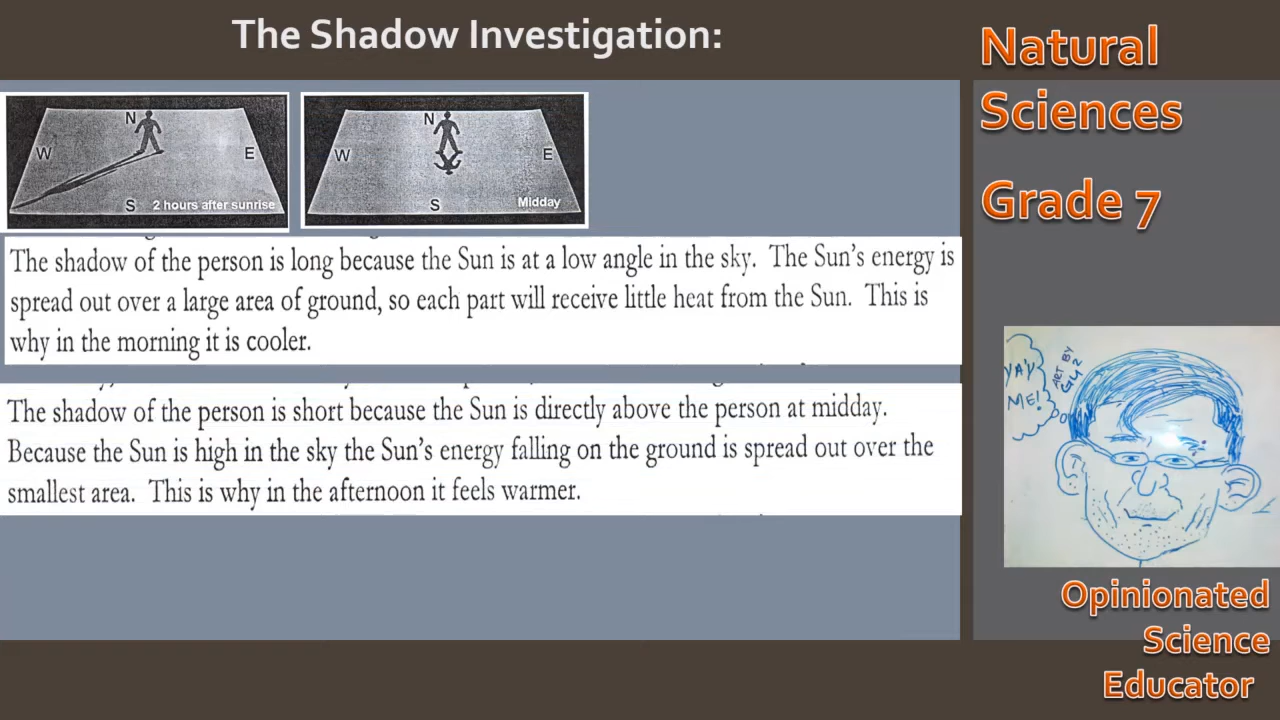 The Shadow Investigation:
Natural
Sciences
Grade 7
N
W
E
S
2 hours after sunrise
N
W
E
S
Midday
The shadow of the person is long because the Sun is at a low angle in the sky. The Sun's energy is
spread out over a large area of ground, so each part will receive little heat from the Sun. This is
why in the morning it is cooler.
The shadow of the person is short because the Sun is directly above the person at midday.
Because the Sun is high in the sky the Sun's energy falling on the ground is spread out over the
smallest area. This is why in the afternoon it feels warmer.
YAY
ME!
ART BY
Opinionated
Science
Educator